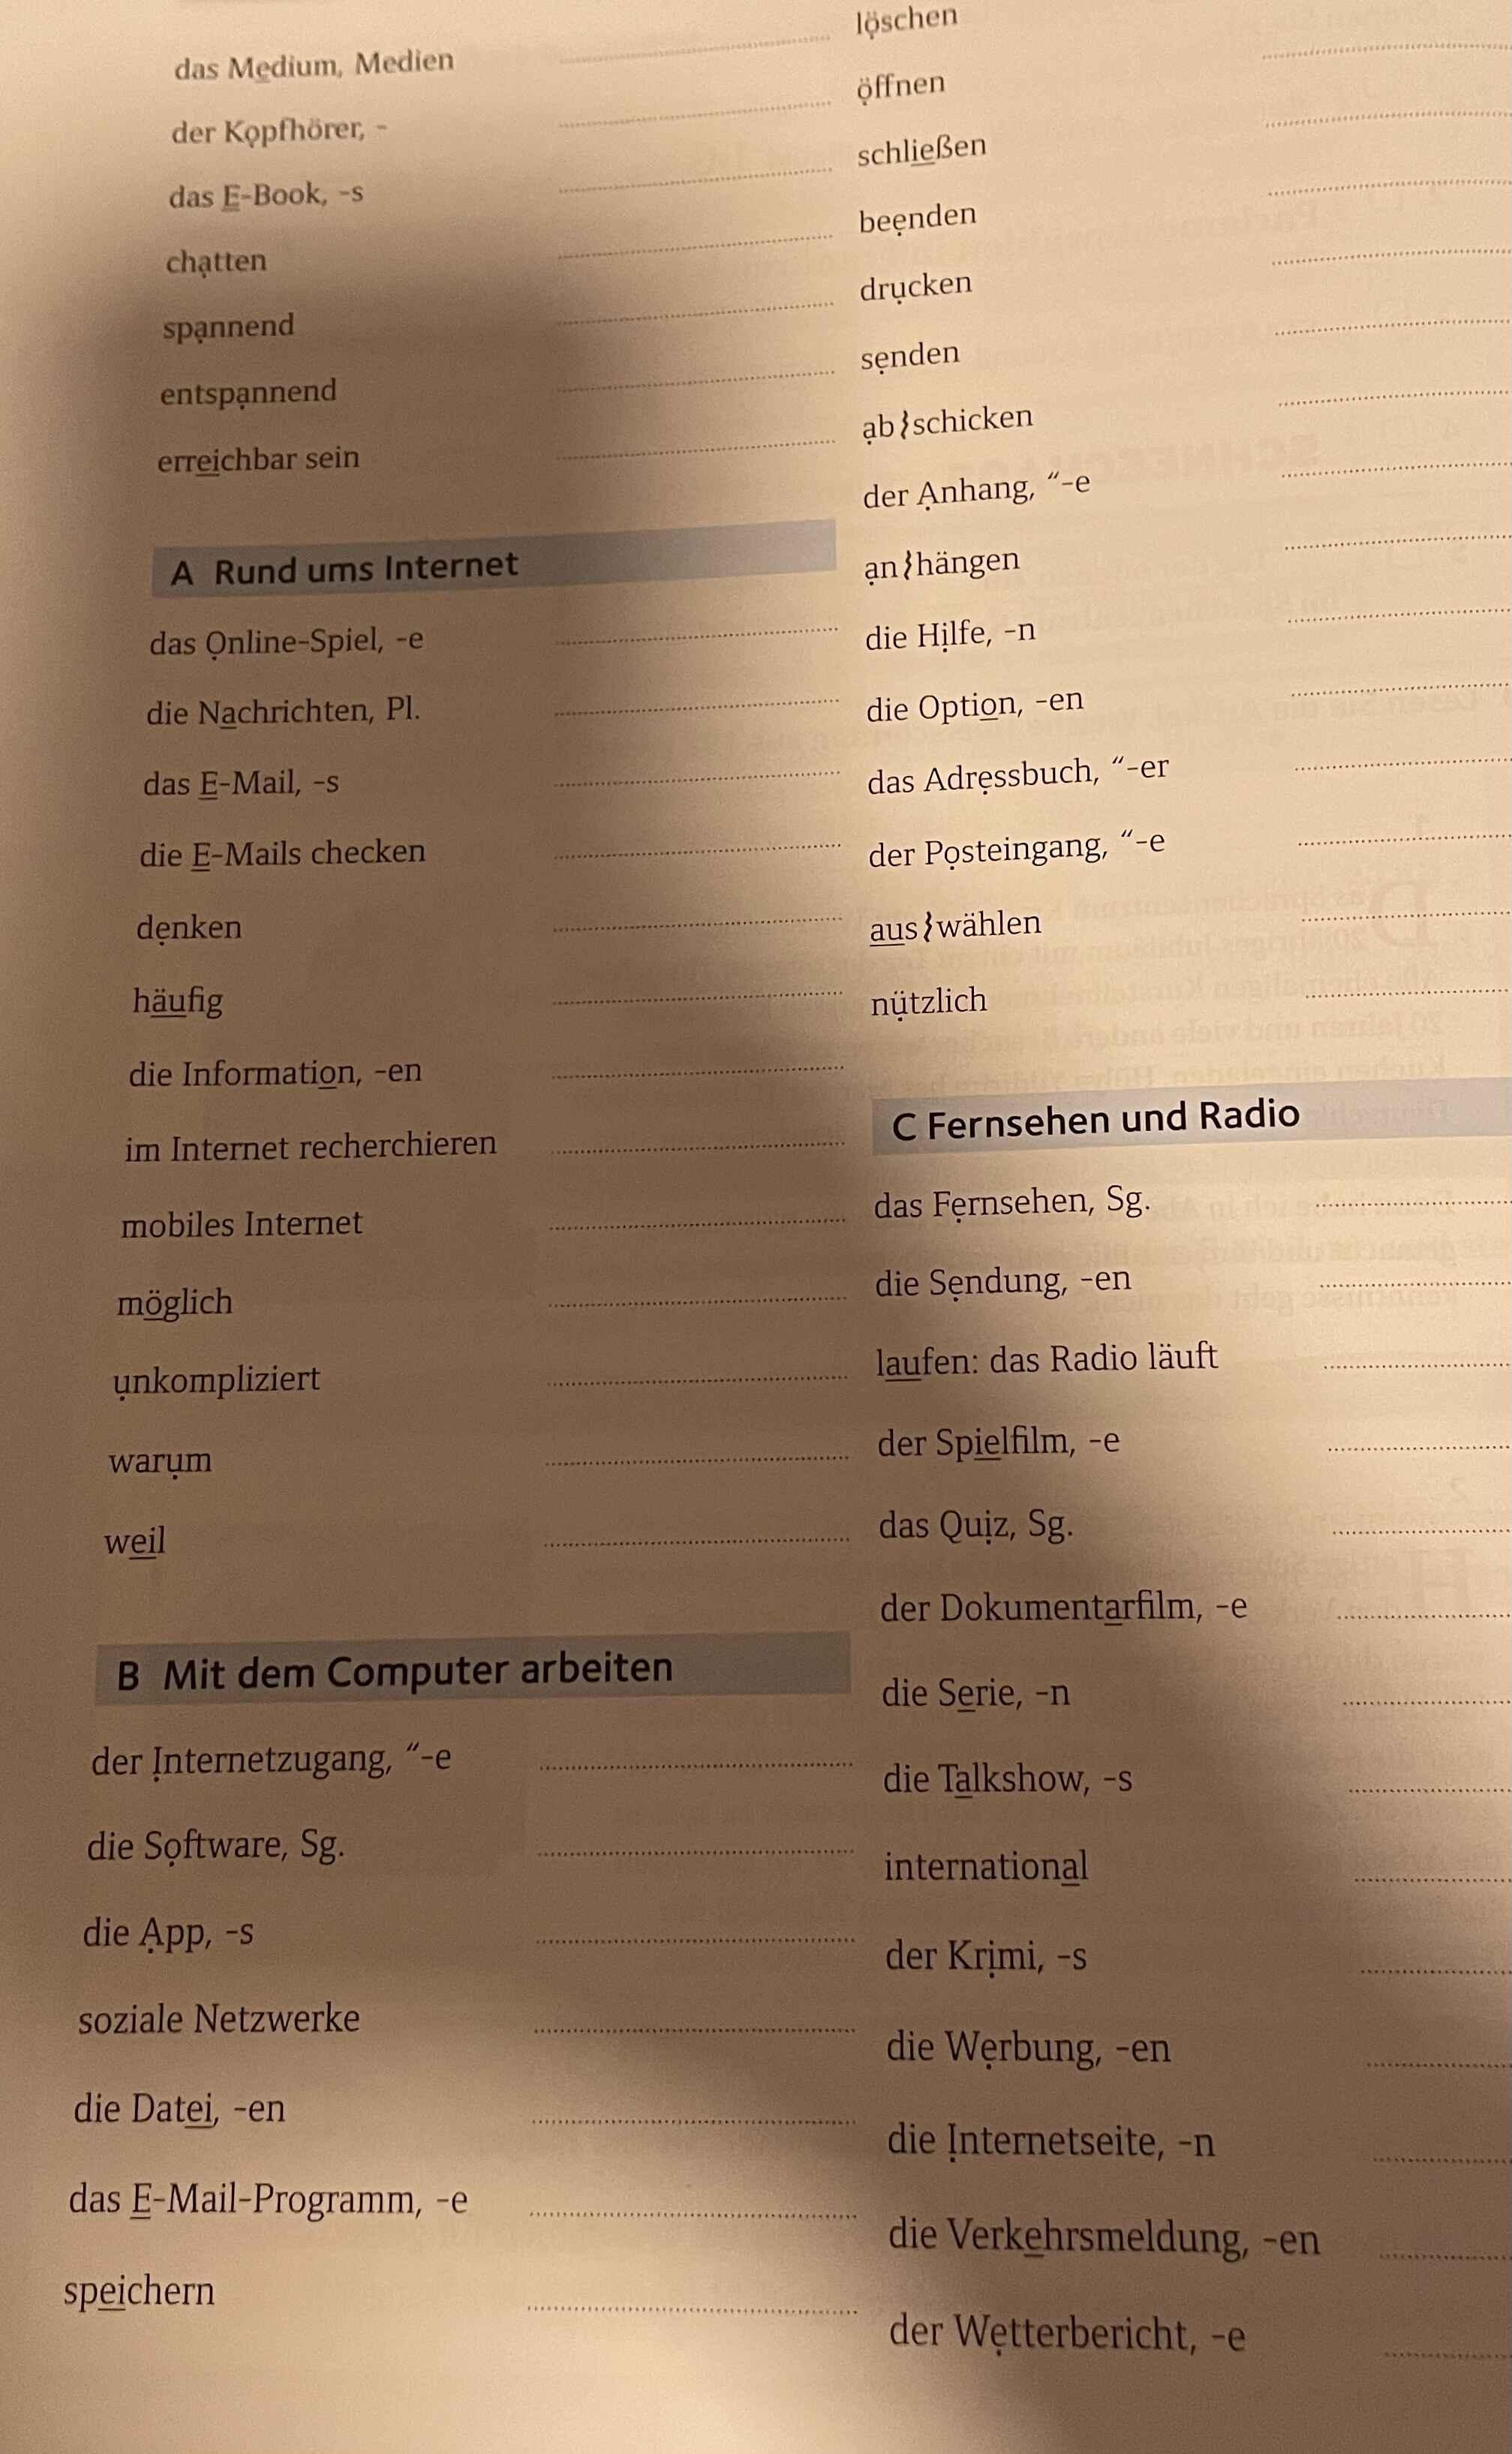 das Medium, Medien
der Kopfhörer, -
das E-Book, -s
chatten
spannend
entspannend
erreichbar sein
A Rund ums Internet
das Online-Spiel, -e
die Nachrichten, Pl.
das E-Mail, -s
die E-Mails checken
denken
häufig
die Information, -en
im Internet recherchieren
mobiles Internet
möglich
unkompliziert
warum
weil
B Mit dem Computer arbeiten
der Internetzugang, “-e
die Software, Sg.
die App, -s
soziale Netzwerke
die Datei, -en
das E-Mail-Programm, -e
speichern
löschen
öffnen
schließen
beenden
drucken
senden
ab⌇schicken
der Anhang, “-e
an⌇hängen
die Hilfe, -n
die Option, -en
das Adressbuch, “-er
der Posteingang, “-e
aus⌇wählen
nützlich
C Fernsehen und Radio
das Fernsehen, Sg.
die Sendung, -en
laufen: das Radio läuft
der Spielfilm, -e
das Quiz, Sg.
der Dokumentarfilm, -e
die Serie, -n
die Talkshow, -s
international
der Krimi, -s
die Werbung, -en
die Internetseite, -n
die Verkehrsmeldung, -en
der Wetterbericht, -e